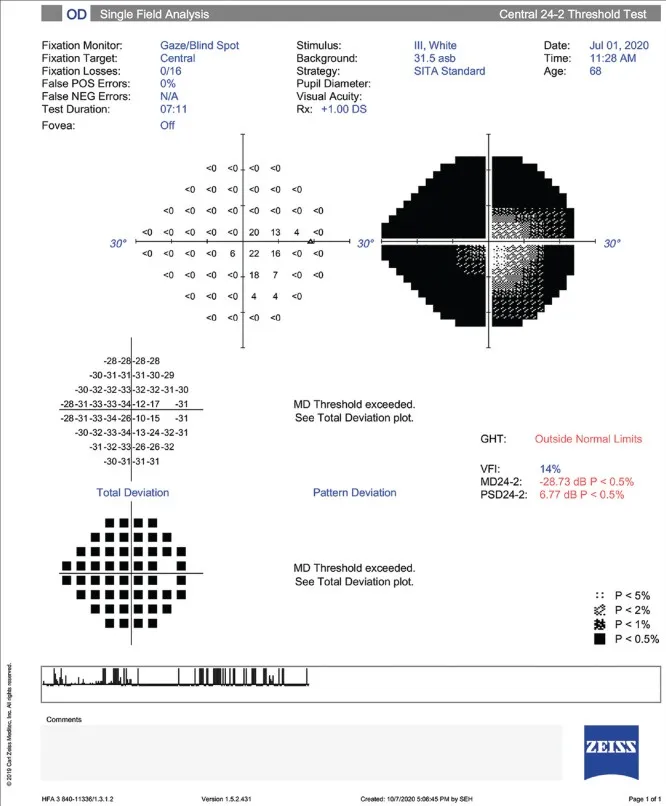 OD Single Field Analysis Central 24-2 Threshold Test
Fixation Monitor: Gaze/Blind Spot Stimulus: III, White Date: Jul 01, 2020
Fixation Target: Central Background: 31.5 asb Time: 11:28 AM
Fixation Losses: 0/16 Strategy: SITA Standard Age: 68
False POS Errors: 0% Pupil Diameter:
False NEG Errors: N/A Visual Acuity:
Test Duration: 07:11 Rx: +1.00 DS
Fovea: Off
<0 <0 <0 <0
<0 <0 <0 <0 <0 <0
<0 <0 <0 <0 <0 <0 <0 <0
<0 <0 <0 <0 <0 20 13 4 <0
30° 30° 30°
<0 <0 <0 <0 6 22 16 <0 <0
<0 <0 <0 <0 18 7 <0 <0
<0 <0 <0 4 4 <0
<0 <0 <0 <0
-28 -28 -28 -28
-30 -31 -31 -31 -30 -29
-30 -32 -32 -33 -32 -32 -31 -30
-28 -31 -33 -33 -34 -12 -17 -31
-28 -31 -33 -34 -26 -10 -15 -31
-30 -32 -33 -34 -13 -24 -32 -31
-31 -32 -33 -26 -26 -32
-30 -31 -31 -31
MD Threshold exceeded.
See Total Deviation plot.
GHT: Outside Normal Limits
VFI: 14%
MD24-2: -28.73 dB P < 0.5%
PSD24-2: 6.77 dB P < 0.5%
Total Deviation Pattern Deviation
MD Threshold exceeded.
See Total Deviation plot.
P < 5%
P < 2%
P < 1%
P < 0.5%
Comments
ZEISS
© 2019 Carl Zeiss Meditec, Inc. All rights reserved.
HFA 3 840-11336/1.3.1.2 Version 1.5.2.431 Created: 10/7/2020 5:06:45 PM by SEH Page 1 of 1